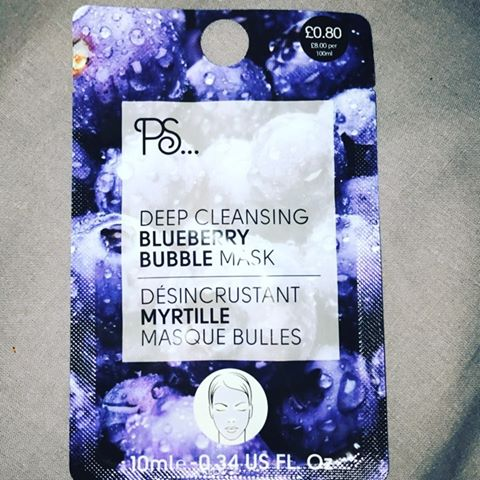 £0.80
£8.00 per
100ml
PS...
DEEP CLEANSING
BLUEBERRY
BUBBLE MASK
DÉSINCRUSTANT
MYRTILLE
MASQUE BULLES
10ml e 0.34 US FL. Oz